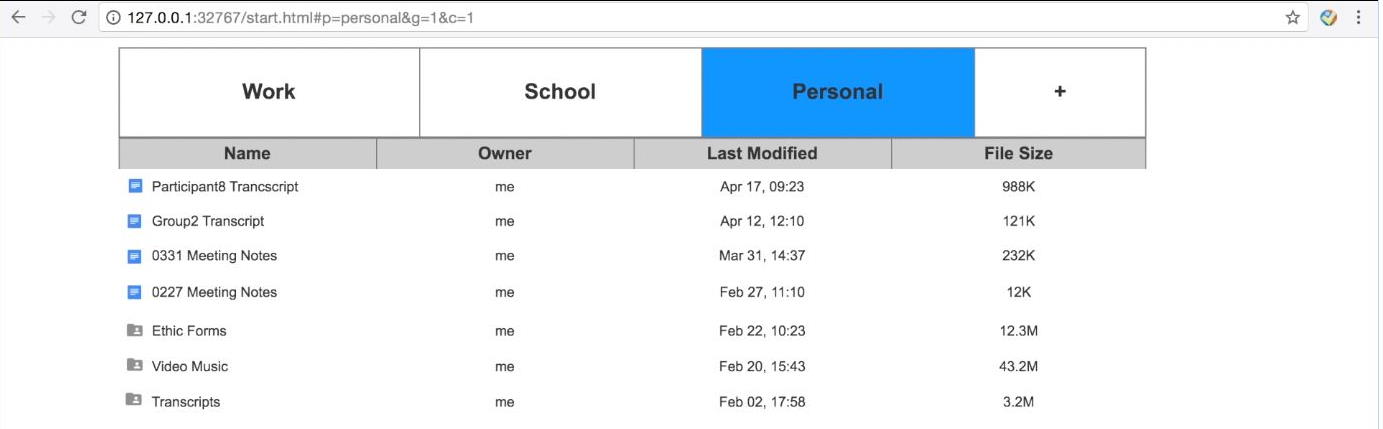 127.0.0.1:32767/start.html#p=personal&g=1&c=1
Work School Personal +
Name Owner Last Modified File Size
Participant8 Trancscript me Apr 17, 09:23 988K
Group2 Transcript me Apr 12, 12:10 121K
0331 Meeting Notes me Mar 31, 14:37 232K
0227 Meeting Notes me Feb 27, 11:10 12K
Ethic Forms me Feb 22, 10:23 12.3M
Video Music me Feb 20, 15:43 43.2M
Transcripts me Feb 02, 17:58 3.2M